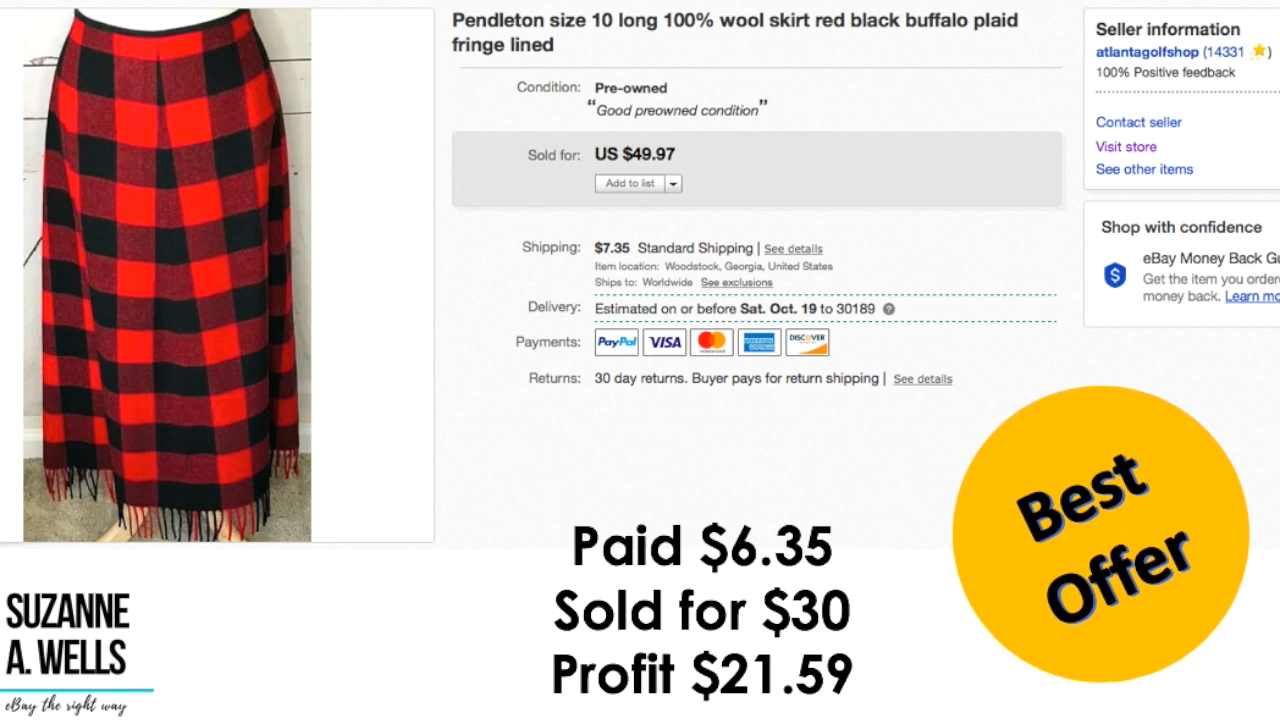 Pendleton size 10 long 100% wool skirt red black buffalo plaid
fringe lined
Condition: Pre-owned
“Good preowned condition”
Sold for: US $49.97
Add to list
Shipping: $7.35 Standard Shipping | See details
Item location: Woodstock, Georgia, United States
Ships to: Worldwide See exclusions
Delivery: Estimated on or before Sat. Oct. 19 to 30189 ?
Payments: PayPal VISA mastercard AMERICAN EXPRESS DISCOVER
Returns: 30 day returns. Buyer pays for return shipping | See details
Seller information
atlantagolfshop (14331 )
100% Positive feedback
Contact seller
Visit store
See other items
Shop with confidence
eBay Money Back Gu
Get the item you ordere
money back. Learn mo
Best
Offer
Paid $6.35
Sold for $30
Profit $21.59
SUZANNE
A. WELLS
eBay the right way